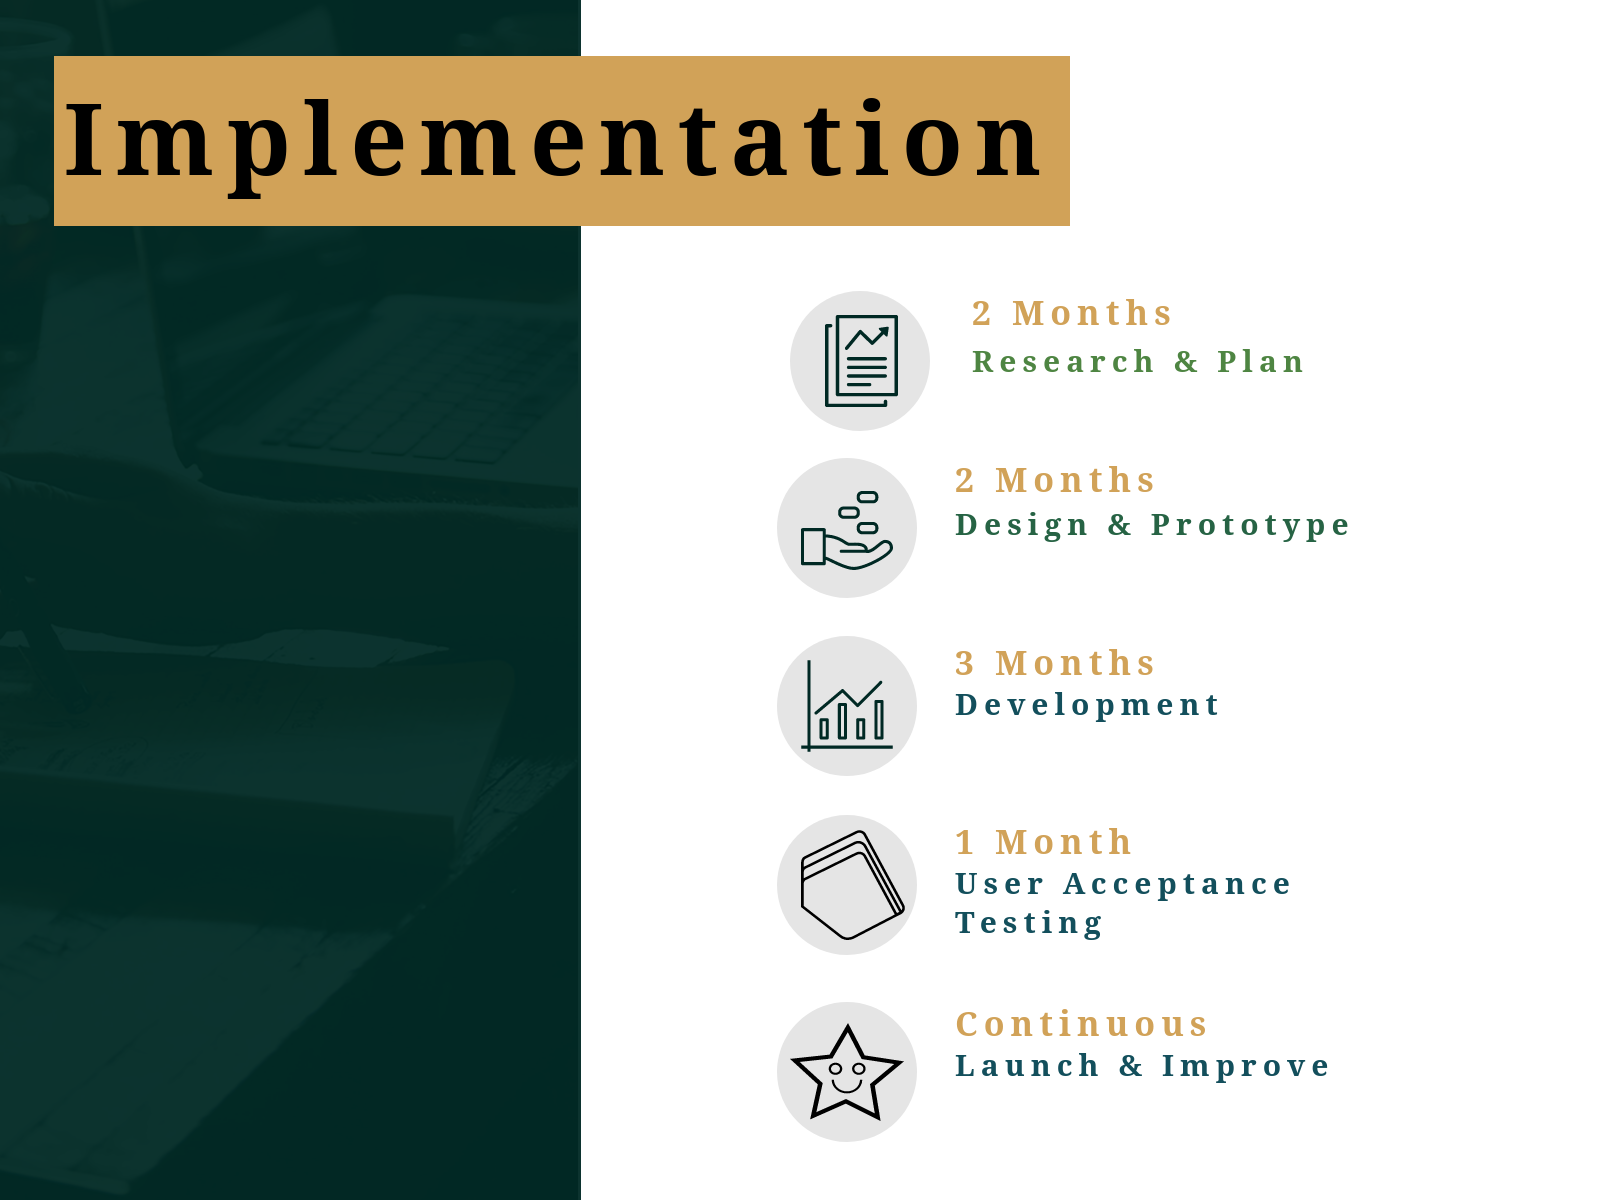 Implementation
2 Months
Research & Plan
2 Months
Design & Prototype
3 Months
Development
1 Month
User Acceptance
Testing
Continuous
Launch & Improve